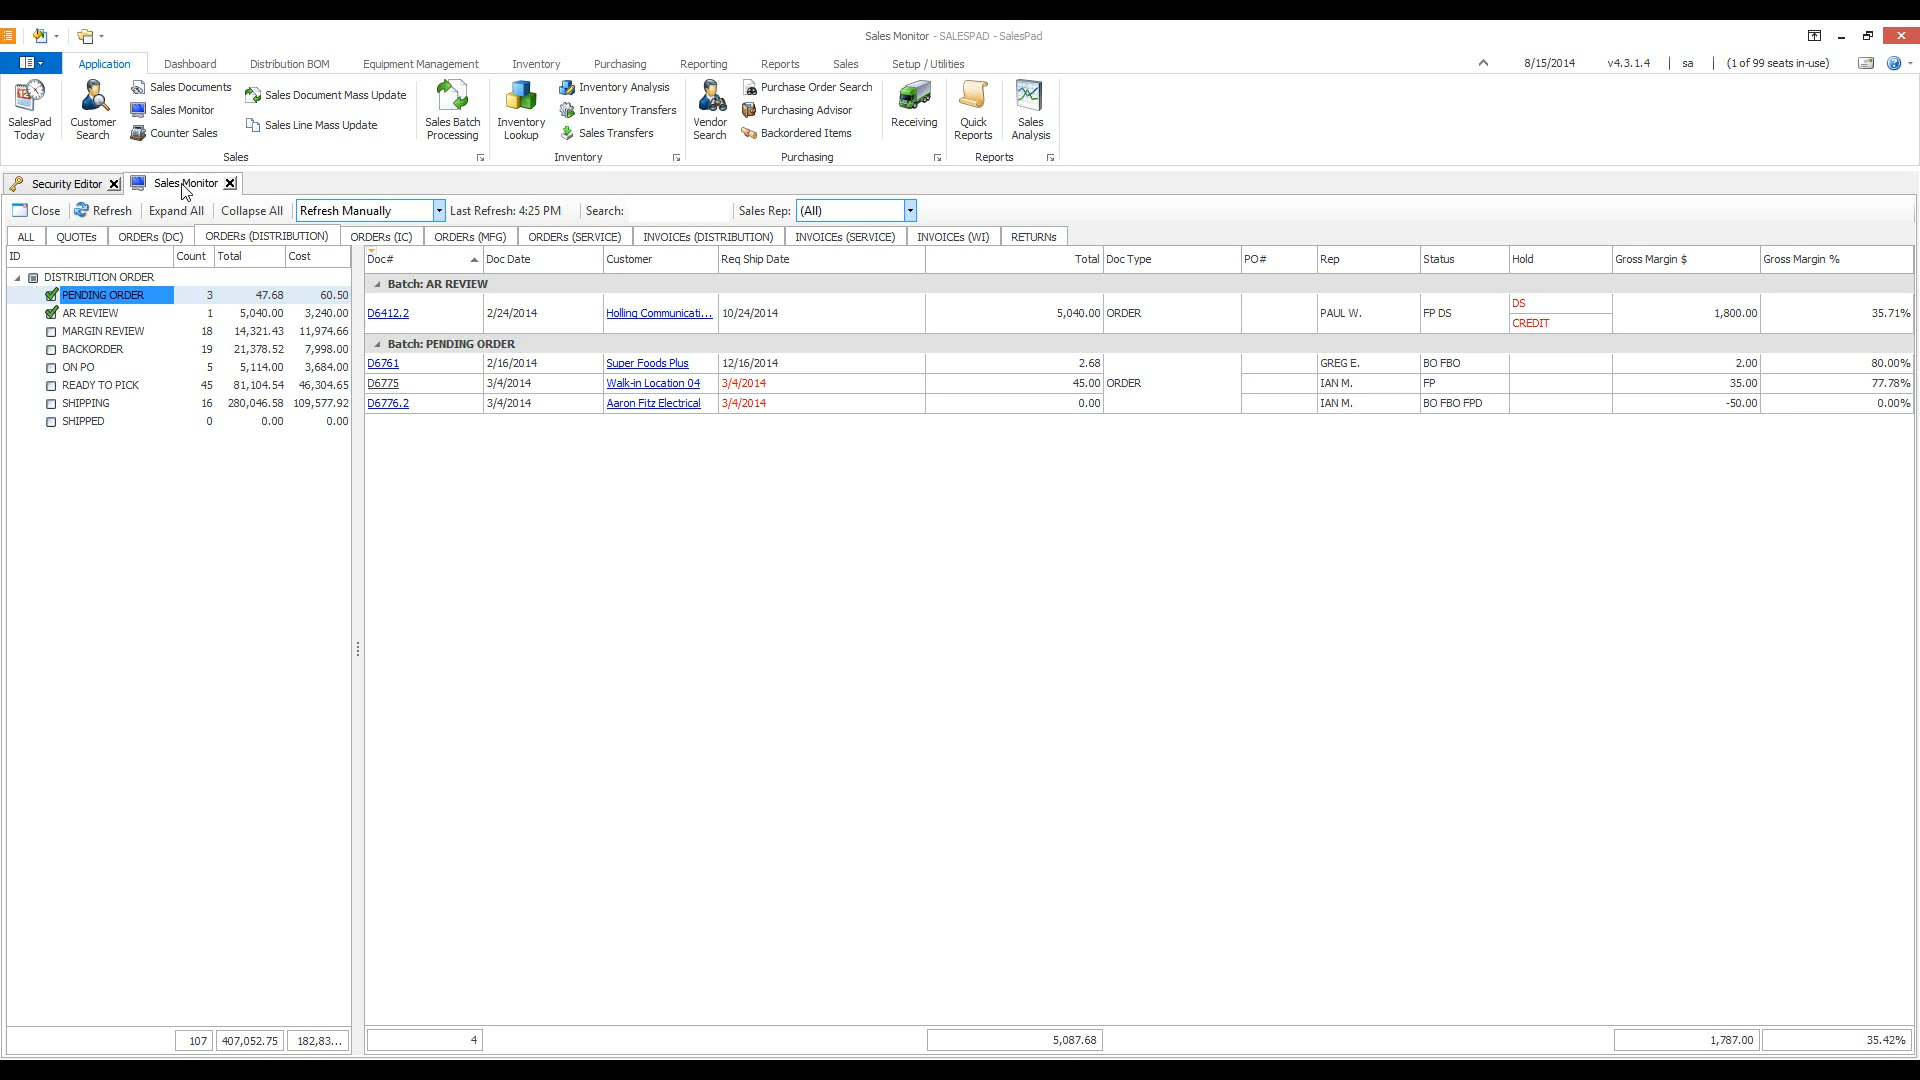 Sales Monitor - SALESPAD - SalesPad
Application Dashboard Distribution BOM Equipment Management Inventory Purchasing Reporting Reports Sales Setup / Utilities 8/15/2014 v4.3.1.4 | sa | (1 of 99 seats in-use)
SalesPad Today
Customer Search
Sales Documents
Sales Monitor
Counter Sales
Sales Document Mass Update
Sales Line Mass Update
Sales Batch Processing
Sales
Inventory Lookup
Inventory Analysis
Inventory Transfers
Sales Transfers
Inventory
Vendor Search
Purchase Order Search
Purchasing Advisor
Backordered Items
Receiving
Purchasing
Quick Reports
Sales Analysis
Reports
Security Editor Sales Monitor
Close Refresh Expand All Collapse All Refresh Manually Last Refresh: 4:25 PM Search: Sales Rep: (All)
ALL QUOTEs ORDERs (DC) ORDERs (DISTRIBUTION) ORDERs (IC) ORDERs (MFG) ORDERs (SERVICE) INVOICEs (DISTRIBUTION) INVOICEs (SERVICE) INVOICEs (WI) RETURNs
ID Count Total Cost
DISTRIBUTION ORDER
PENDING ORDER 3 47.68 60.50
AR REVIEW 1 5,040.00 3,240.00
MARGIN REVIEW 18 14,321.43 11,974.66
BACKORDER 19 21,378.52 7,998.00
ON PO 5 5,114.00 3,684.00
READY TO PICK 45 81,104.54 46,304.65
SHIPPING 16 280,046.58 109,577.92
SHIPPED 0 0.00 0.00
107 407,052.75 182,83...
Doc# Doc Date Customer Req Ship Date Total Doc Type PO# Rep Status Hold Gross Margin $ Gross Margin %
Batch: AR REVIEW
D6412.2 2/24/2014 Holling Communicati... 10/24/2014 5,040.00 ORDER PAUL W. FP DS DS CREDIT 1,800.00 35.71%
Batch: PENDING ORDER
D6761 2/16/2014 Super Foods Plus 12/16/2014 2.68 GREG E. BO FBO 2.00 80.00%
D6775 3/4/2014 Walk-in Location 04 3/4/2014 45.00 ORDER IAN M. FP 35.00 77.78%
D6776.2 3/4/2014 Aaron Fitz Electrical 3/4/2014 0.00 IAN M. BO FBO FPD -50.00 0.00%
4 5,087.68 1,787.00 35.42%